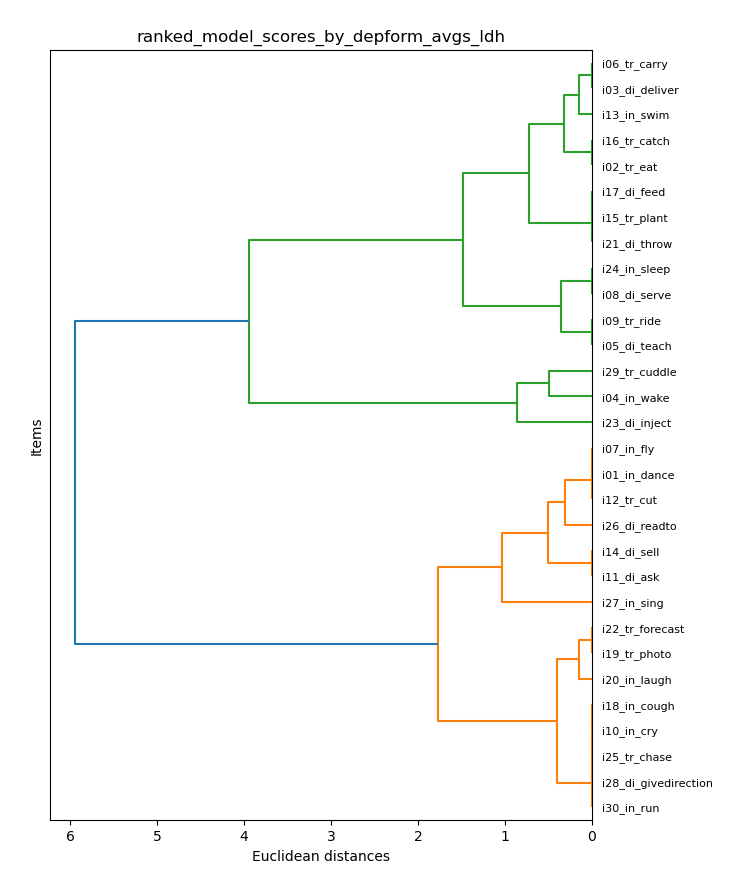 ranked_model_scores_by_depform_avgs_ldh
i06_tr_carry
i03_di_deliver
i13_in_swim
i16_tr_catch
i02_tr_eat
i17_di_feed
i15_tr_plant
i21_di_throw
i24_in_sleep
i08_di_serve
i09_tr_ride
i05_di_teach
i29_tr_cuddle
i04_in_wake
i23_di_inject
i07_in_fly
i01_in_dance
i12_tr_cut
i26_di_readto
i14_di_sell
i11_di_ask
i27_in_sing
i22_tr_forecast
i19_tr_photo
i20_in_laugh
i18_in_cough
i10_in_cry
i25_tr_chase
i28_di_givedirection
i30_in_run
Items
6 5 4 3 2 1 0
Euclidean distances